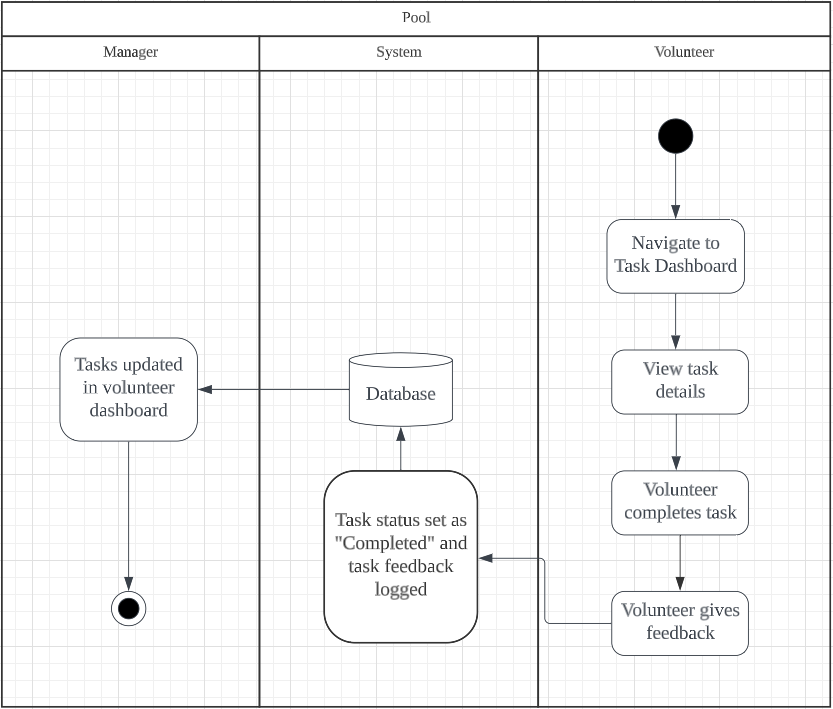 Pool
Manager
System
Volunteer
Navigate to
Task Dashboard
View task
details
Volunteer
completes task
Volunteer gives
feedback
Task status set as
"Completed" and
task feedback
logged
Database
Tasks updated
in volunteer
dashboard